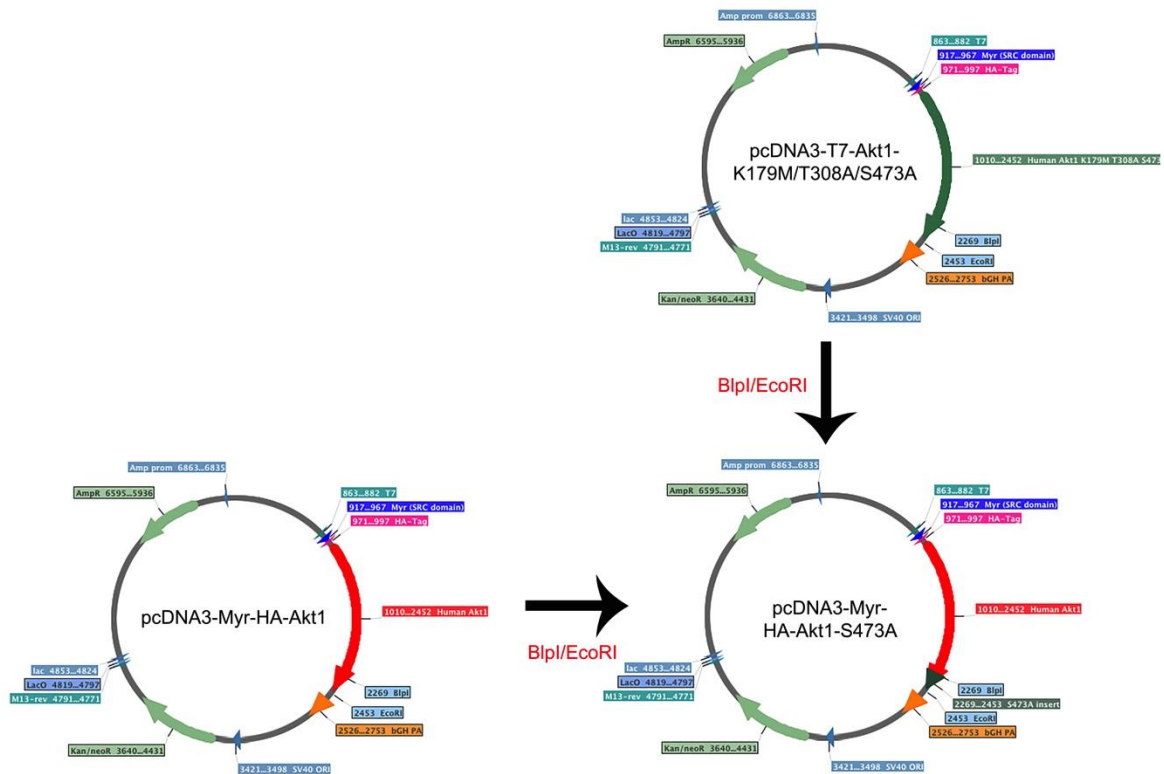 Amp prom 6863...6835
AmpR 6595...5936
863...882 T7
917...967 Myr (SRC domain)
971...997 HA-Tag
pcDNA3-T7-Akt1-
K179M/T308A/S473A
1010...2452 Human Akt1 K179M T308A S473
lac 4853...4824
LacO 4819...4797
M13-rev 4791...4771
2269 BlpI
2453 EcoRI
2526...2753 bGH PA
Kan/neoR 3640...4431
3421...3498 SV40 ORI
BlpI/EcoRI
Amp prom 6863...6835
AmpR 6595...5936
863...882 T7
917...967 Myr (SRC domain)
971...997 HA-Tag
pcDNA3-Myr-HA-Akt1
1010...2452 Human Akt1
lac 4853...4824
LacO 4819...4797
M13-rev 4791...4771
2269 BlpI
2453 EcoRI
2526...2753 bGH PA
Kan/neoR 3640...4431
3421...3498 SV40 ORI
BlpI/EcoRI
Amp prom 6863...6835
AmpR 6595...5936
863...882 T7
917...967 Myr (SRC domain)
971...997 HA-Tag
pcDNA3-Myr-
HA-Akt1-S473A
1010...2452 Human Akt1
lac 4853...4824
LacO 4819...4797
M13-rev 4791...4771
2269 BlpI
2269...2453 S473A insert
2453 EcoRI
2526...2753 bGH PA
Kan/neoR 3640...4431
3421...3498 SV40 ORI